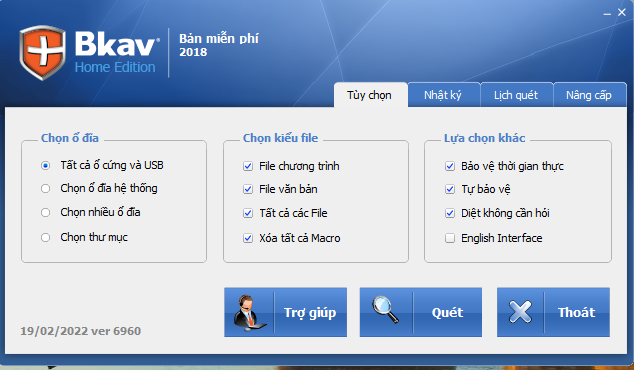 Bkav
Home Edition
Bản miễn phí
2018
Tùy chọn
Nhật ký
Lịch quét
Nâng cấp
Chọn ổ đĩa
Tất cả ổ cứng và USB
Chọn ổ đĩa hệ thống
Chọn nhiều ổ đĩa
Chọn thư mục
Chọn kiểu file
File chương trình
File văn bản
Tất cả các File
Xóa tất cả Macro
Lựa chọn khác
Bảo vệ thời gian thực
Tự bảo vệ
Diệt không cần hỏi
English Interface
Trợ giúp
Quét
Thoát
19/02/2022 ver 6960